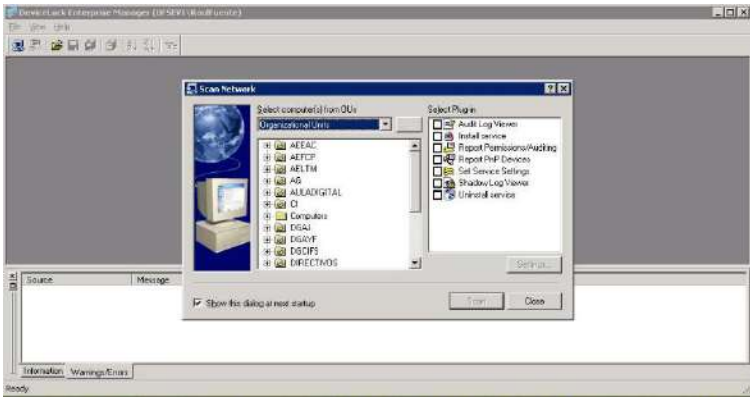 DeviceLock Enterprise Manager
File View Help
Scan Network
Select computer(s) from OUs
Organizational Units
AEEAC
AEFCP
AELTM
AG
AULADIGITAL
CI
Computers
DGAJ
DGAYF
DGCIFS
DIRECTIVOS
Select Plug-in
Audit Log Viewer
Install service
Report Permissions/Auditing
Report PnP Devices
Set Service Settings
Shadow Log Viewer
Uninstall service
Settings...
Show this dialog at next startup
Scan
Close
Source
Message
Information
Warnings/Errors
Ready